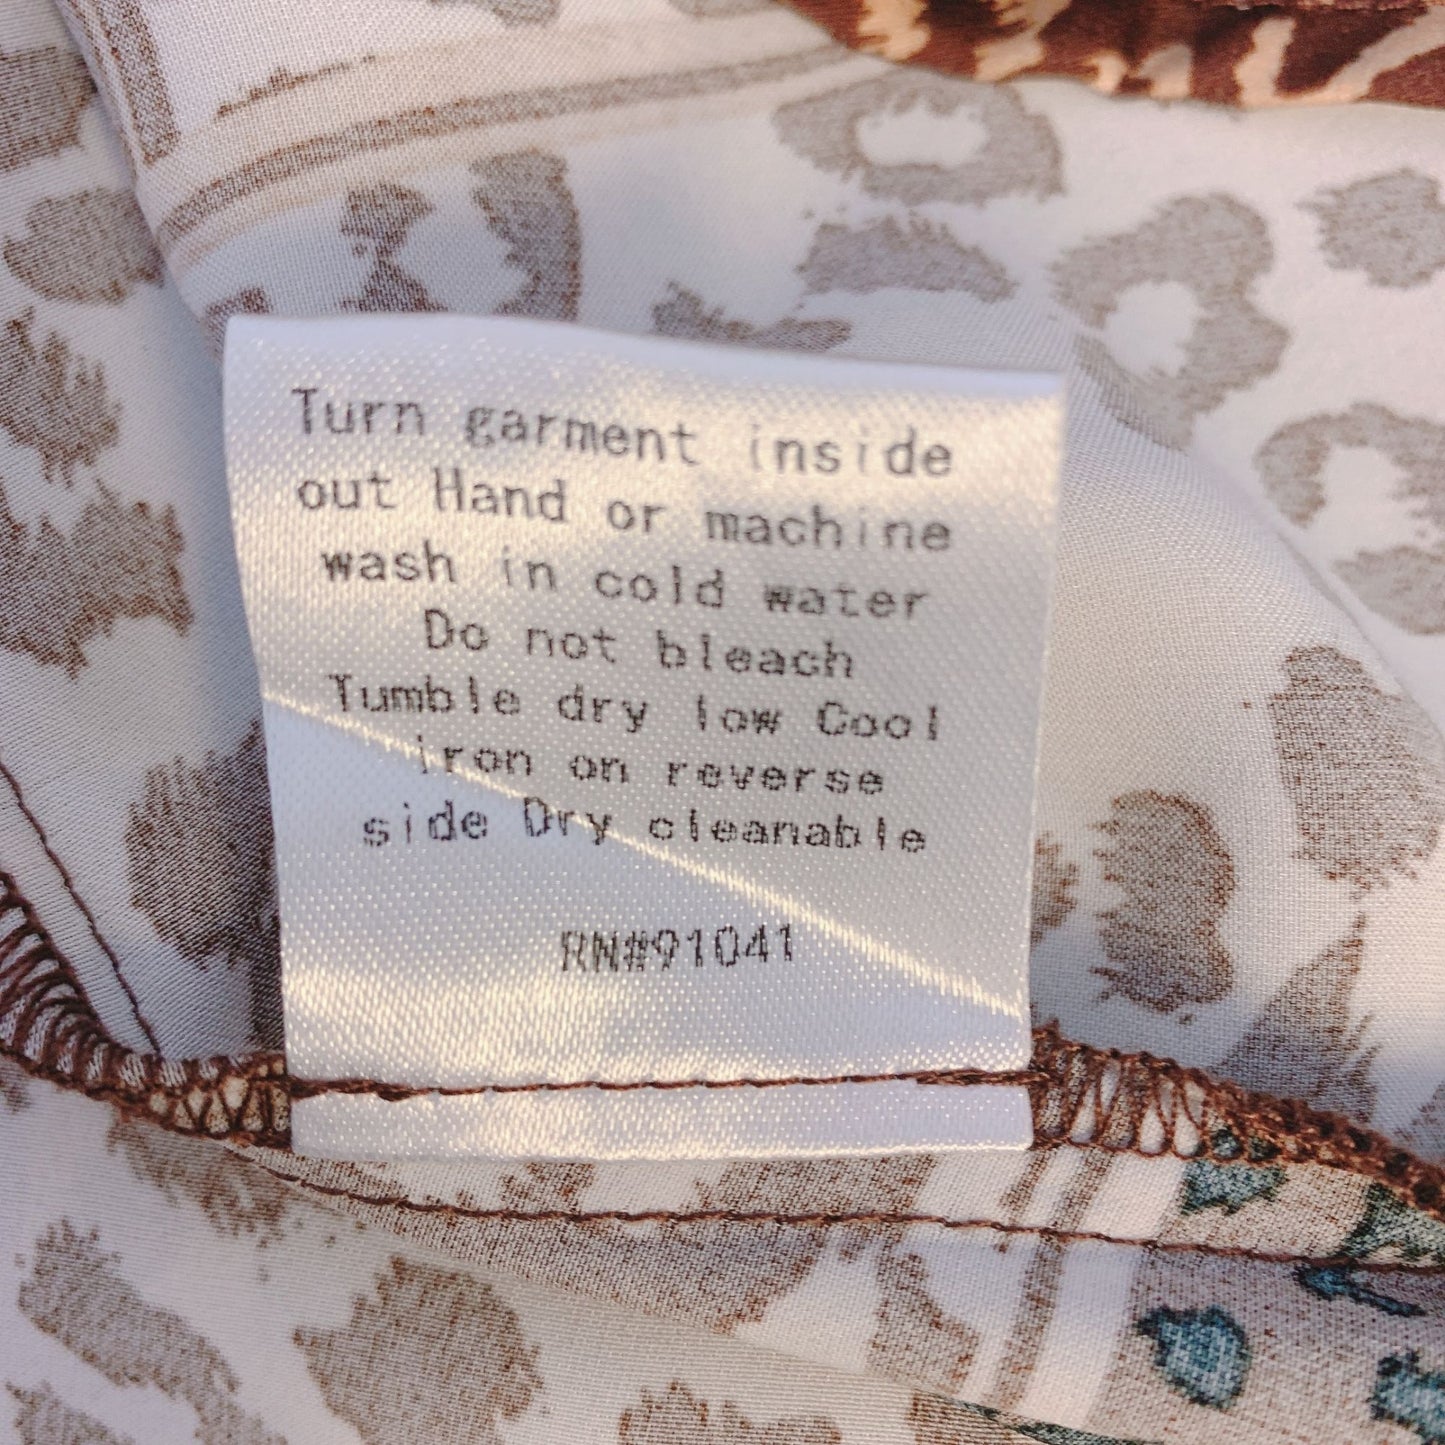 Turn garment inside
out Hand or machine
wash in cold water
Do not bleach
Tumble dry low Cool
iron on reverse
side Dry cleanable
RN#91041